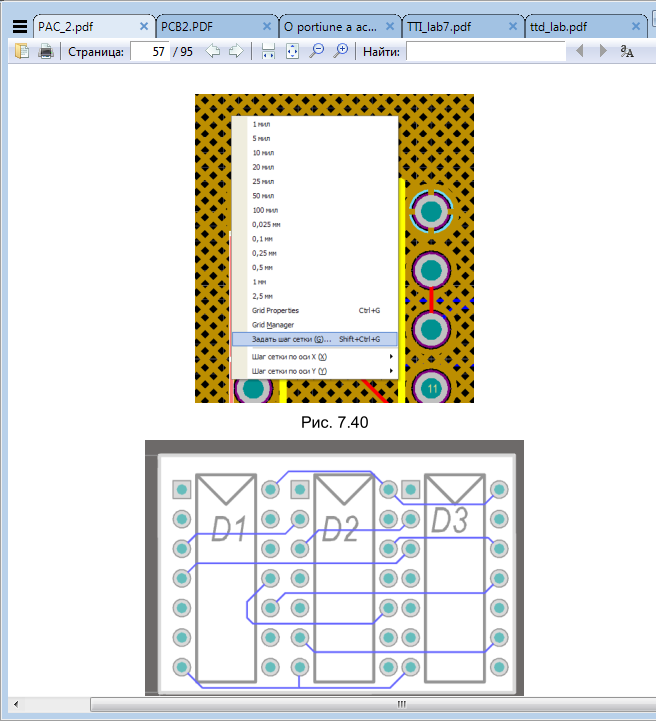 PAC_2.pdf
PCB2.PDF
O portiune a ac...
TTI_lab7.pdf
ttd_lab.pdf
Страница: 57 / 95
Найти:
1 мил
5 мил
10 мил
20 мил
25 мил
50 мил
100 мил
0,025 мм
0,1 мм
0,25 мм
0,5 мм
1 мм
2,5 мм
Grid Properties Ctrl+G
Grid Manager
Задать шаг сетки (G)... Shift+Ctrl+G
Шаг сетки по оси X (X)
Шаг сетки по оси Y (Y)
11
Рис. 7.40
D1 D2 D3